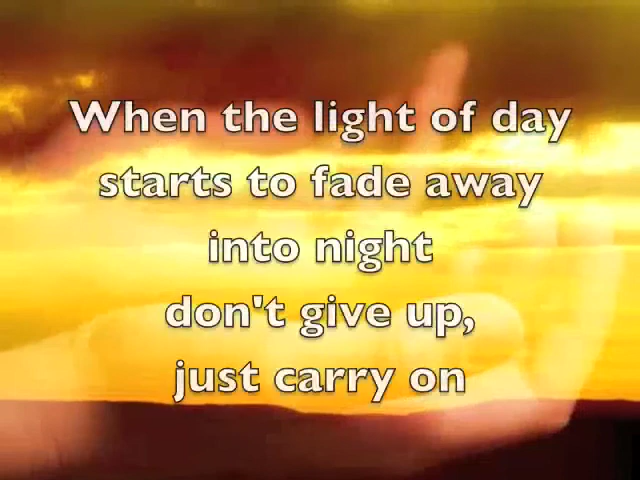 When the light of day
starts to fade away
into night
don't give up,
just carry on